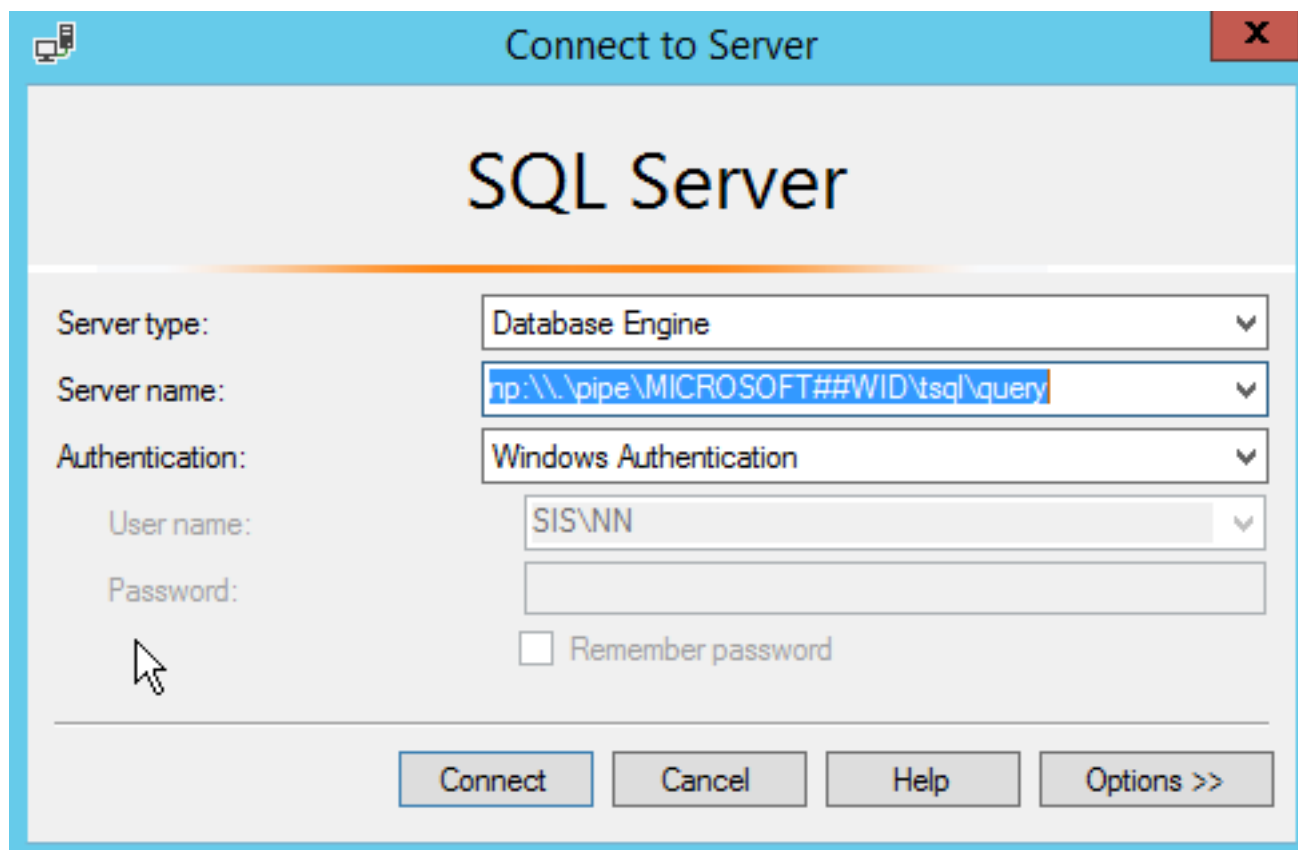 Connect to Server
x
SQL Server
Server type:
Database Engine
Server name:
np:\\.\pipe\MICROSOFT##WID\tsql\query
Authentication:
Windows Authentication
User name:
SIS\NN
Password:
Remember password
Connect
Cancel
Help
Options >>